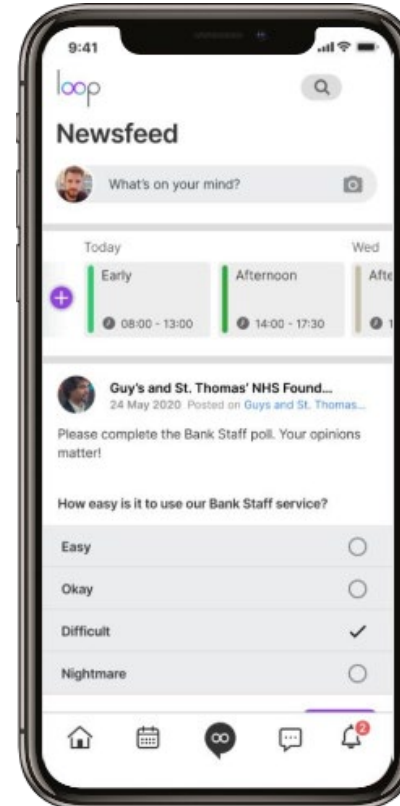 9:41
loop
Newsfeed
What's on your mind?
Today
Wed
Early
Afternoon
Afte
08:00 - 13:00
14:00 - 17:30
1
Guy's and St. Thomas' NHS Found...
24 May 2020 Posted on Guys and St. Thomas...
Please complete the Bank Staff poll. Your opinions
matter!
How easy is it to use our Bank Staff service?
Easy
Okay
Difficult
Nightmare
2